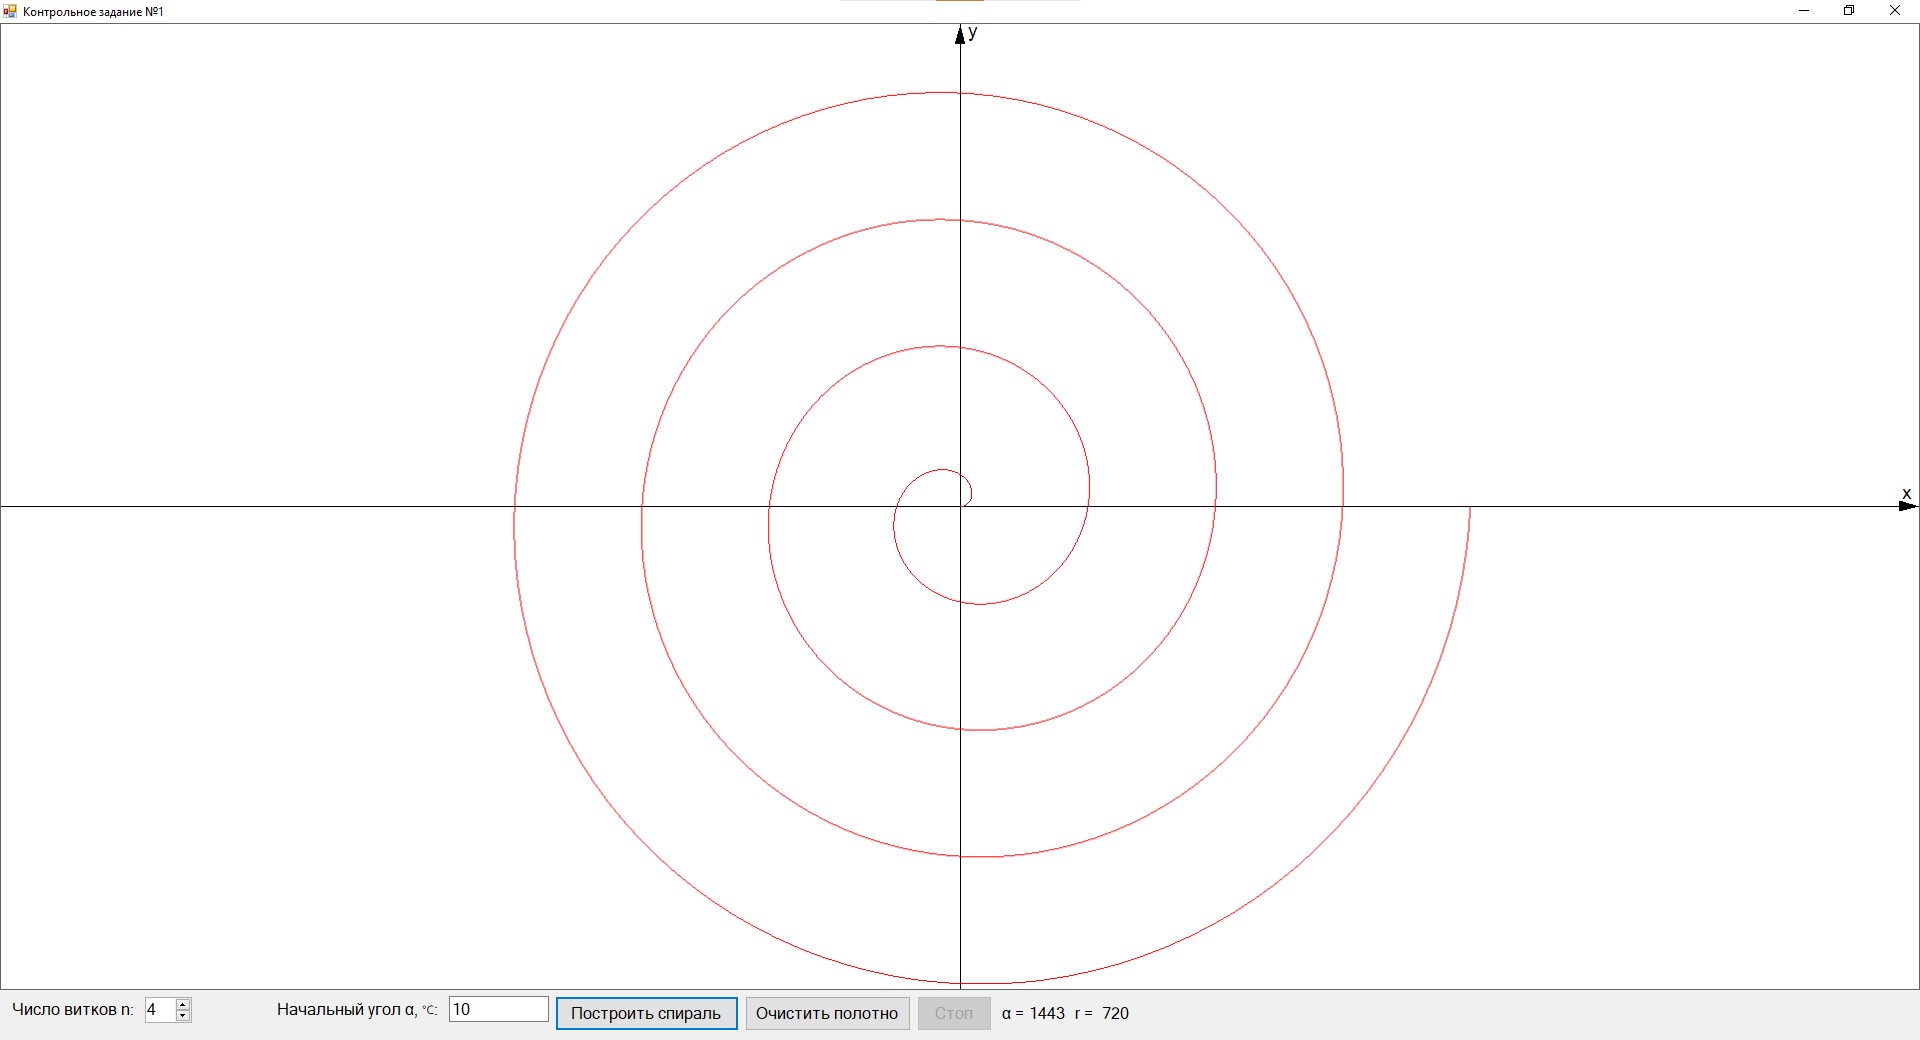 Контрольное задание №1
y
x
Число витков n: 4 Начальный угол α, °C: 10 Построить спираль Очистить полотно Стоп α = 1443 r = 720